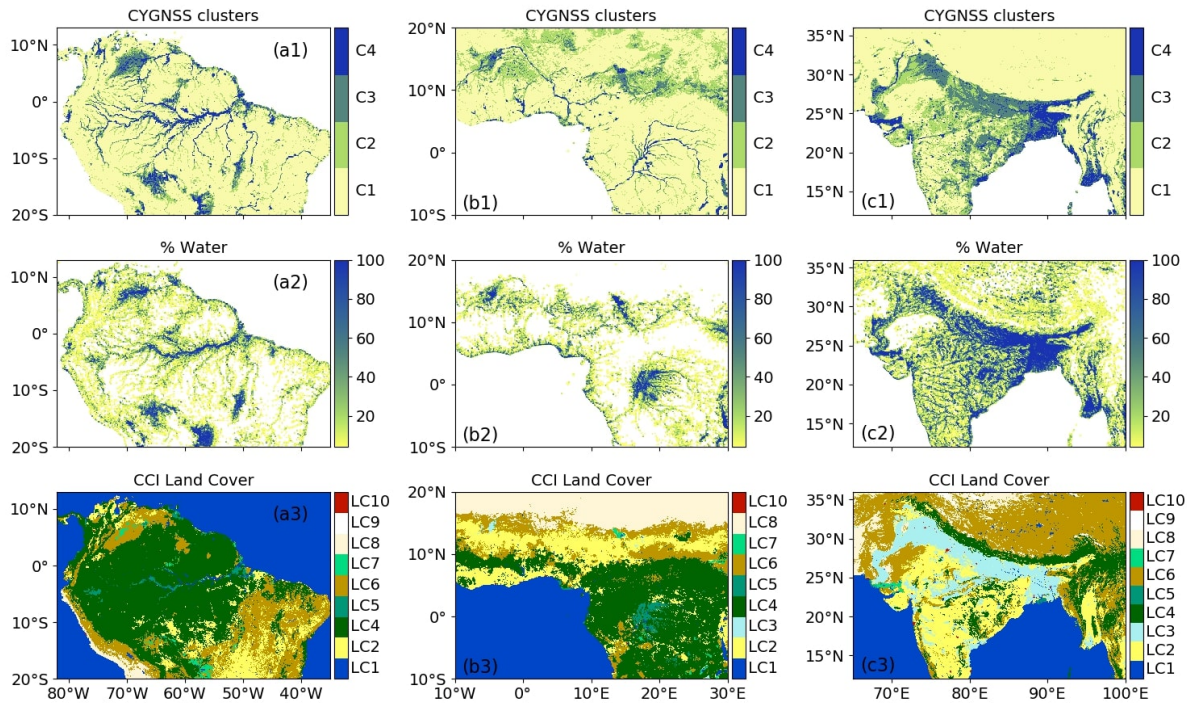 CYGNSS clusters
10°N
0°
10°S
20°S
(a1)
C4
C3
C2
C1
80°W
70°W
60°W
50°W
40°W
CYGNSS clusters
20°N
10°N
0°
10°S
(b1)
C4
C3
C2
C1
CYGNSS clusters
35°N
30°N
25°N
20°N
15°N
(c1)
C4
C3
C2
C1
% Water
10°N
0°
10°S
20°S
(a2)
100
80
60
40
20
% Water
20°N
10°N
0°
10°S
(b2)
100
80
60
40
20
% Water
35°N
30°N
25°N
20°N
15°N
(c2)
100
80
60
40
20
CCI Land Cover
10°N
0°
10°S
20°S
(a3)
LC10
LC9
LC8
LC7
LC6
LC5
LC4
LC2
LC1
80°W
70°W
60°W
50°W
40°W
CCI Land Cover
20°N
10°N
0°
10°S
(b3)
LC10
LC8
LC7
LC6
LC5
LC4
LC3
LC2
LC1
10°W
0°
10°E
20°E
30°E
CCI Land Cover
35°N
30°N
25°N
20°N
15°N
(c3)
LC10
LC9
LC8
LC7
LC6
LC5
LC4
LC3
LC2
LC1
70°E
80°E
90°E
100°E